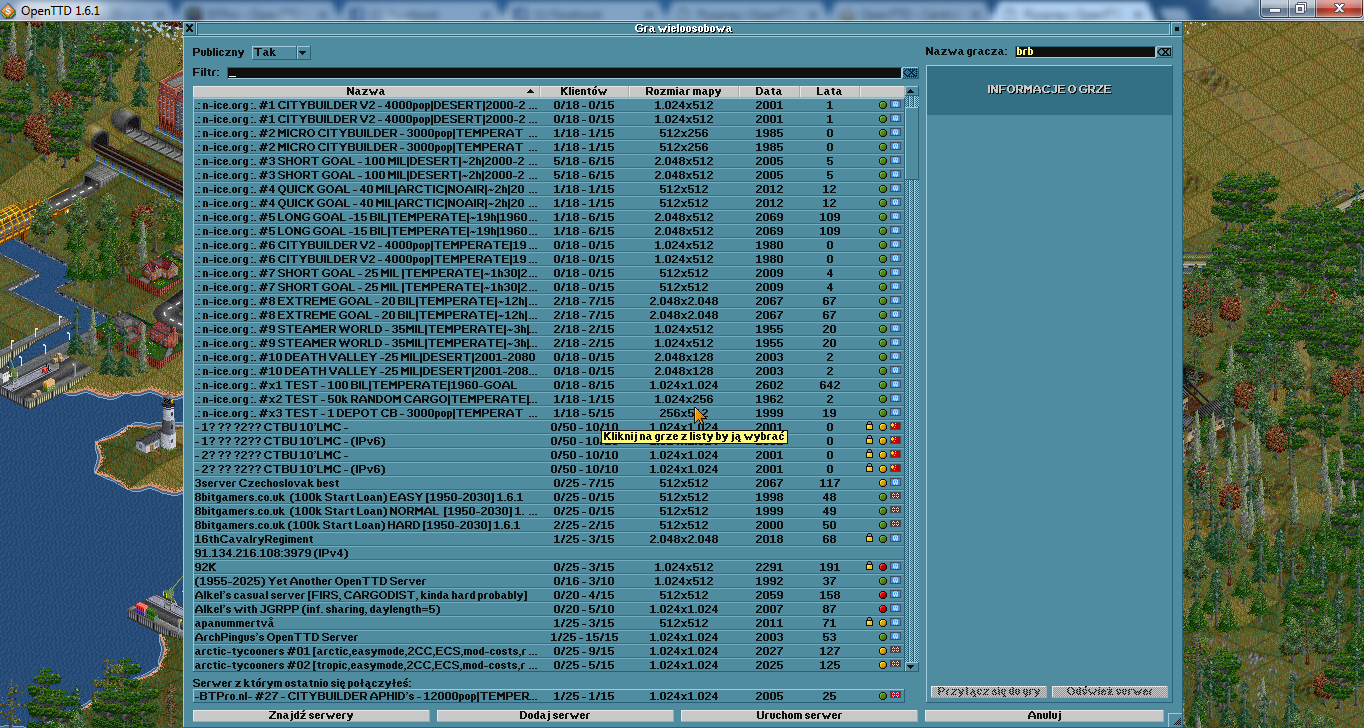 OpenTTD 1.6.1
Gra wieloosobowa
Publiczny Tak
Nazwa gracza: brb
Filtr: _
INFORMACJE O GRZE
Nazwa Klientów Rozmiar mapy Data Lata
.:: n-ice.org :. #1 CITYBUILDER V2 - 4000pop|DESERT|2000-2 ... 0/18 - 0/15 1.024x512 2001 1
.:: n-ice.org :. #1 CITYBUILDER V2 - 4000pop|DESERT|2000-2 ... 0/18 - 0/15 1.024x512 2001 1
.:: n-ice.org :. #2 MICRO CITYBUILDER - 3000pop|TEMPERAT ... 1/18 - 1/15 512x256 1985 0
.:: n-ice.org :. #2 MICRO CITYBUILDER - 3000pop|TEMPERAT ... 1/18 - 1/15 512x256 1985 0
.:: n-ice.org :. #3 SHORT GOAL - 100 MIL|DESERT|~2h|2000-2 ... 5/18 - 6/15 2.048x512 2005 5
.:: n-ice.org :. #3 SHORT GOAL - 100 MIL|DESERT|~2h|2000-2 ... 5/18 - 6/15 2.048x512 2005 5
.:: n-ice.org :. #4 QUICK GOAL - 40 MIL|ARCTIC|NOAIR|~2h|20 ... 1/18 - 1/15 512x512 2012 12
.:: n-ice.org :. #4 QUICK GOAL - 40 MIL|ARCTIC|NOAIR|~2h|20 ... 1/18 - 1/15 512x512 2012 12
.:: n-ice.org :. #5 LONG GOAL -15 BIL|TEMPERATE|~19h|1960... 1/18 - 6/15 2.048x512 2069 109
.:: n-ice.org :. #5 LONG GOAL -15 BIL|TEMPERATE|~19h|1960... 1/18 - 6/15 2.048x512 2069 109
.:: n-ice.org :. #6 CITYBUILDER V2 - 4000pop|TEMPERATE|19 ... 0/18 - 0/15 1.024x512 1980 0
.:: n-ice.org :. #6 CITYBUILDER V2 - 4000pop|TEMPERATE|19 ... 0/18 - 0/15 1.024x512 1980 0
.:: n-ice.org :. #7 SHORT GOAL - 25 MIL|TEMPERATE|~1h30|2... 0/18 - 0/15 512x512 2009 4
.:: n-ice.org :. #7 SHORT GOAL - 25 MIL|TEMPERATE|~1h30|2... 0/18 - 0/15 512x512 2009 4
.:: n-ice.org :. #8 EXTREME GOAL - 20 BIL|TEMPERATE|~12h|... 2/18 - 7/15 2.048x2.048 2067 67
.:: n-ice.org :. #8 EXTREME GOAL - 20 BIL|TEMPERATE|~12h|... 2/18 - 7/15 2.048x2.048 2067 67
.:: n-ice.org :. #9 STEAMER WORLD - 35MIL|TEMPERATE|~3h|... 2/18 - 2/15 1.024x512 1955 20
.:: n-ice.org :. #9 STEAMER WORLD - 35MIL|TEMPERATE|~3h|... 2/18 - 2/15 1.024x512 1955 20
.:: n-ice.org :. #10 DEATH VALLEY -25 MIL|DESERT|2001-2080 0/18 - 0/15 2.048x128 2003 2
.:: n-ice.org :. #10 DEATH VALLEY -25 MIL|DESERT|2001-208... 0/18 - 0/15 2.048x128 2003 2
.:: n-ice.org :. #x1 TEST - 100 BIL|TEMPERATE|1960-GOAL 0/18 - 8/15 1.024x1.024 2602 642
.:: n-ice.org :. #x2 TEST - 50k RANDOM CARGO|TEMPERATE|... 1/18 - 1/15 1.024x256 1962 2
.:: n-ice.org :. #x3 TEST - 1 DEPOT CB - 3000pop|TEMPERAT ... 1/18 - 5/15 1999 19
- 1? ?? ?2?? CTBU 10'LMC - 0/50 - 10/10 1.024x1.024 2001 0
- 1? ?? ?2?? CTBU 10'LMC - (IPv6) 2001 0
Kliknij na grze z listy by ją wybrać
- 2? ?? ?2?? CTBU 10'LMC - 0/50 - 10/10 1.024x1.024 2001 0
- 2? ?? ?2?? CTBU 10'LMC - (IPv6) 0/50 - 10/10 1.024x1.024 2001 0
3server Czechoslovak best 0/25 - 7/15 512x512 2067 117
8bitgamers.co.uk (100k Start Loan) EASY [1950-2030] 1.6.1 0/25 - 0/15 512x512 1998 48
8bitgamers.co.uk (100k Start Loan) NORMAL [1950-2030] 1. ... 0/25 - 0/15 512x512 1999 49
8bitgamers.co.uk (100k Start Loan) HARD [1950-2030] 1.6.1 2/25 - 2/15 512x512 2000 50
16thCavalryRegiment 1/25 - 3/15 2.048x2.048 2018 68
91.134.216.108:3979 (IPv4)
92K 0/25 - 3/15 1.024x512 2291 191
(1955-2025) Yet Another OpenTTD Server 0/16 - 3/10 1.024x512 1992 37
Alkel's casual server [FIRS, CARGODIST, kinda hard probably] 0/20 - 4/15 512x512 2059 158
Alkel's with JGRPP (inf. sharing, daylength=5) 0/20 - 5/10 1.024x1.024 2007 87
apanummertvå 1/25 - 3/15 512x512 2011 71
ArchPingus's OpenTTD Server 1/25 - 15/15 1.024x1.024 2003 53
arctic-tycooners #01 [arctic,easymode,2CC,ECS,mod-costs,r ... 0/25 - 9/15 1.024x1.024 2027 127
arctic-tycooners #02 [tropic,easymode,2CC,ECS,mod-costs,r ... 0/25 - 5/15 1.024x1.024 2025 125
Serwer z którym ostatnio się połączyłeś:
-BTPro.nl- #27 - CITYBUILDER APHID's - 12000pop|TEMPER... 1/25 - 1/15 1.024x1.024 2005 25
Przyłącz się do gry Odśwież serwer
Znajdź serwery Dodaj serwer Uruchom serwer Anuluj